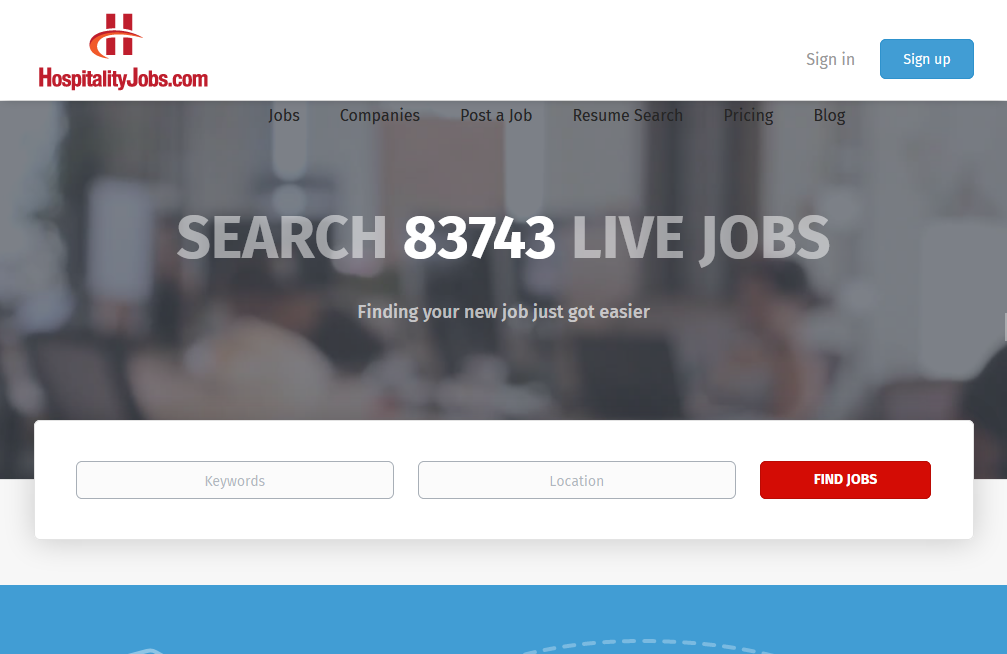 HospitalityJobs.com
Sign in
Sign up
Jobs Companies Post a Job Resume Search Pricing Blog
SEARCH 83743 LIVE JOBS
Finding your new job just got easier
Keywords Location FIND JOBS